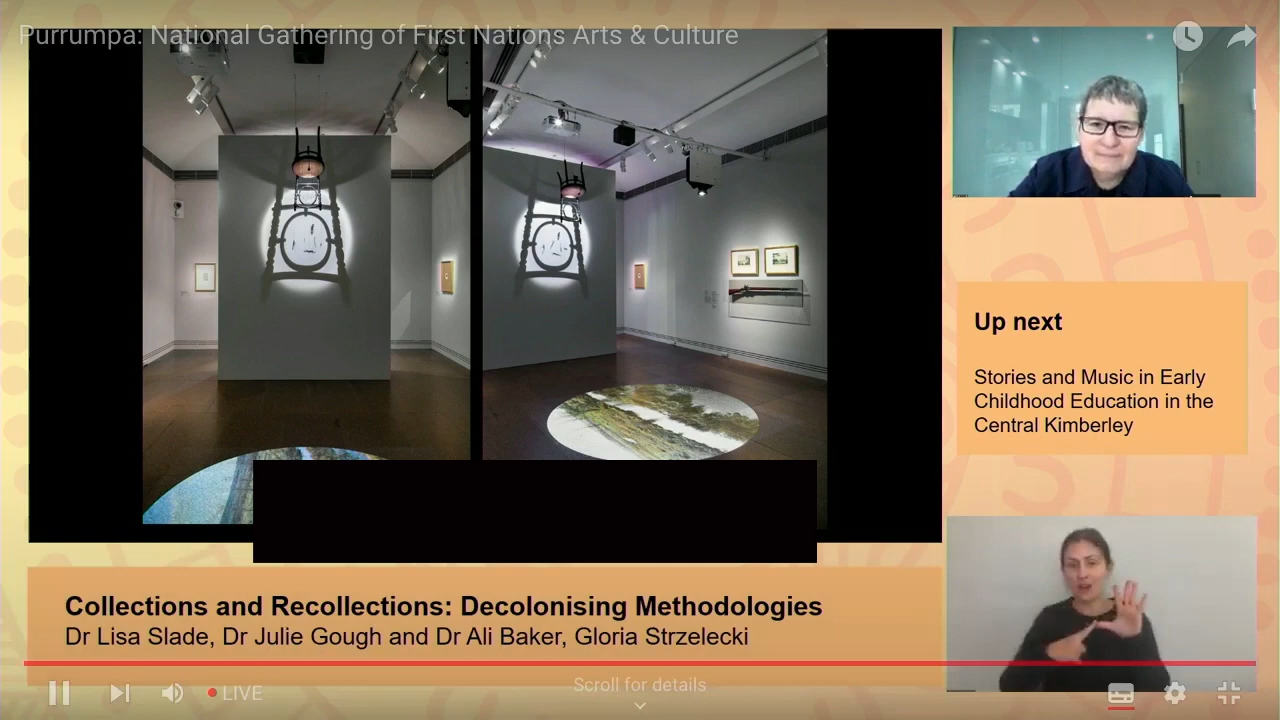 Purrumpa: National Gathering of First Nations Arts & Culture
Up next
Stories and Music in Early
Childhood Education in the
Central Kimberley
Collections and Recollections: Decolonising Methodologies
Dr Lisa Slade, Dr Julie Gough and Dr Ali Baker, Gloria Strzelecki
LIVE
Scroll for details